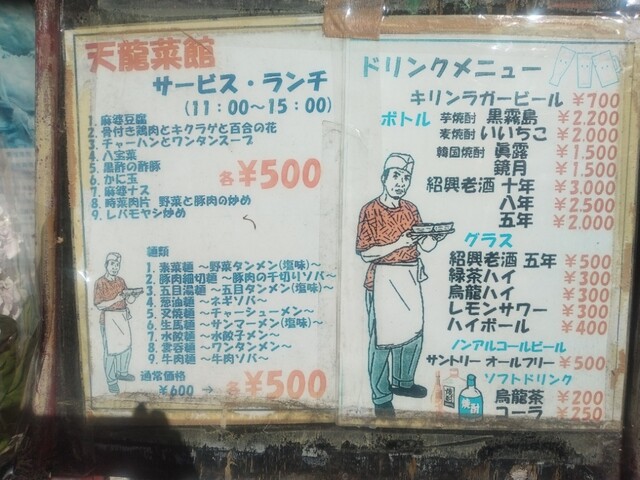 天龍菜館
サービス・ランチ
(11:00〜15:00)
1. 麻婆豆腐
2. 骨付き鶏肉とキクラゲと百合の花
3. チャーハンとワンタンスープ
4. 八宝菜
5. 黒酢の酢豚
6. かに玉
7. 麻婆ナス
8. 時菜肉片 野菜と豚肉の炒め
9. レバモヤシ炒め
各¥500
麺類
1. 素菜麺 〜野菜タンメン(塩味)〜
2. 豚肉細切麺 〜豚肉の千切りソバ〜
3. 五目湯麺 〜五目タンメン(塩味)〜
4. 葱油麺 〜ネギソバ〜
5. 叉焼麺 〜チャーシューメン〜
6. 生馬麺 〜サンマーメン(塩味)〜
7. 水餃麺 〜水餃子メン〜
8. 雲吞麺 〜ワンタンメン〜
9. 牛肉麺 〜牛肉ソバ〜
通常価格
¥600 → 各¥500
ドリンクメニュー
キリンラガービール ¥700
ボトル 芋焼酎 黒霧島 ¥2.200
麦焼酎 いいちこ ¥2.000
韓国焼酎 眞露 ¥1.500
鏡月 ¥1.500
紹興老酒 十年 ¥3.000
八年 ¥2.500
五年 ¥2.000
グラス
紹興老酒 五年 ¥500
緑茶ハイ ¥300
烏龍ハイ ¥300
レモンサワー ¥300
ハイボール ¥400
ノンアルコールビール
サントリー オールフリー ¥500
ソフトドリンク
烏龍茶 ¥200
コーラ ¥250
焼酎